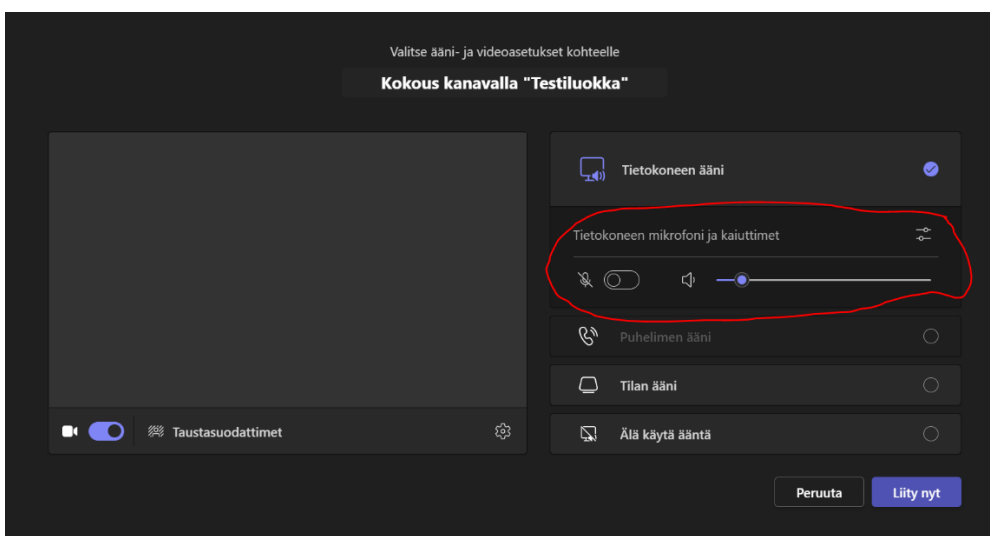 Valitse ääni- ja videoasetukset kohteelle
Kokous kanavalla "Testiluokka"
Tietokoneen ääni
Tietokoneen mikrofoni ja kaiuttimet
Puhelimen ääni
Tilan ääni
Taustasuodattimet
Älä käytä ääntä
Peruuta
Liity nyt